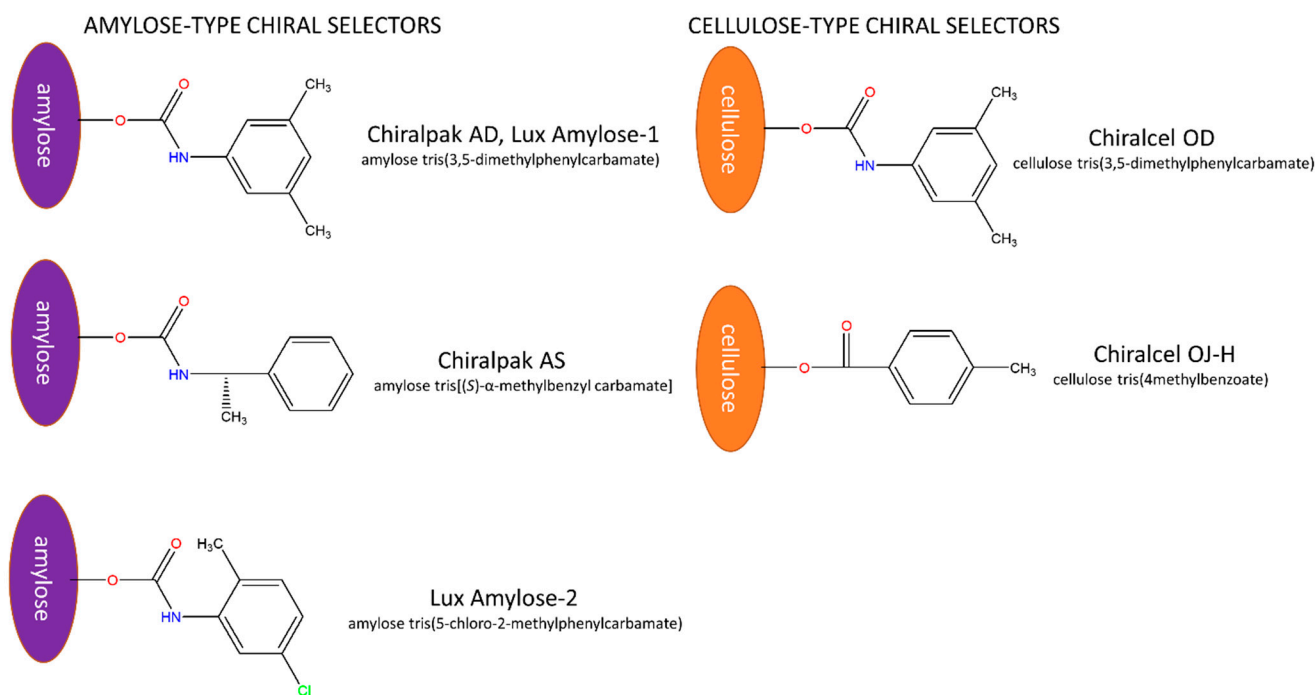 AMYLOSE-TYPE CHIRAL SELECTORS
amylose
O
O
HN
CH3
CH3
Chiralpak AD, Lux Amylose-1
amylose tris(3,5-dimethylphenylcarbamate)
amylose
O
O
HN
CH3
Chiralpak AS
amylose tris[(S)-α-methylbenzyl carbamate]
amylose
O
O
HN
H3C
Cl
Lux Amylose-2
amylose tris(5-chloro-2-methylphenylcarbamate)
CELLULOSE-TYPE CHIRAL SELECTORS
cellulose
O
O
HN
CH3
CH3
Chiralcel OD
cellulose tris(3,5-dimethylphenylcarbamate)
cellulose
O
O
CH3
Chiralcel OJ-H
cellulose tris(4methylbenzoate)